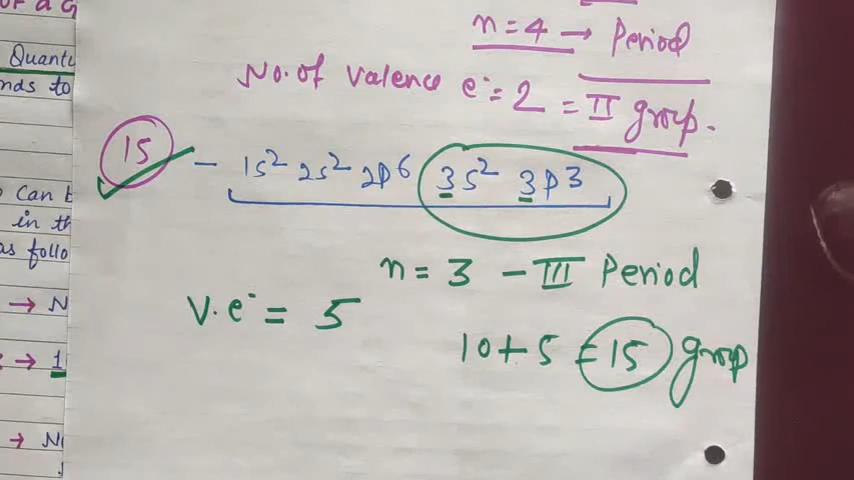 Quantu
nds to
can b
in th
as follo
→ N
→ 1
→ N
n = 4 → Period
No. of valence e⁻ = 2 = II group.
15 - 1s² 2s² 2p⁶ 3s² 3p³
n = 3 - III Period
V.e⁻ = 5
10 + 5 = 15 group